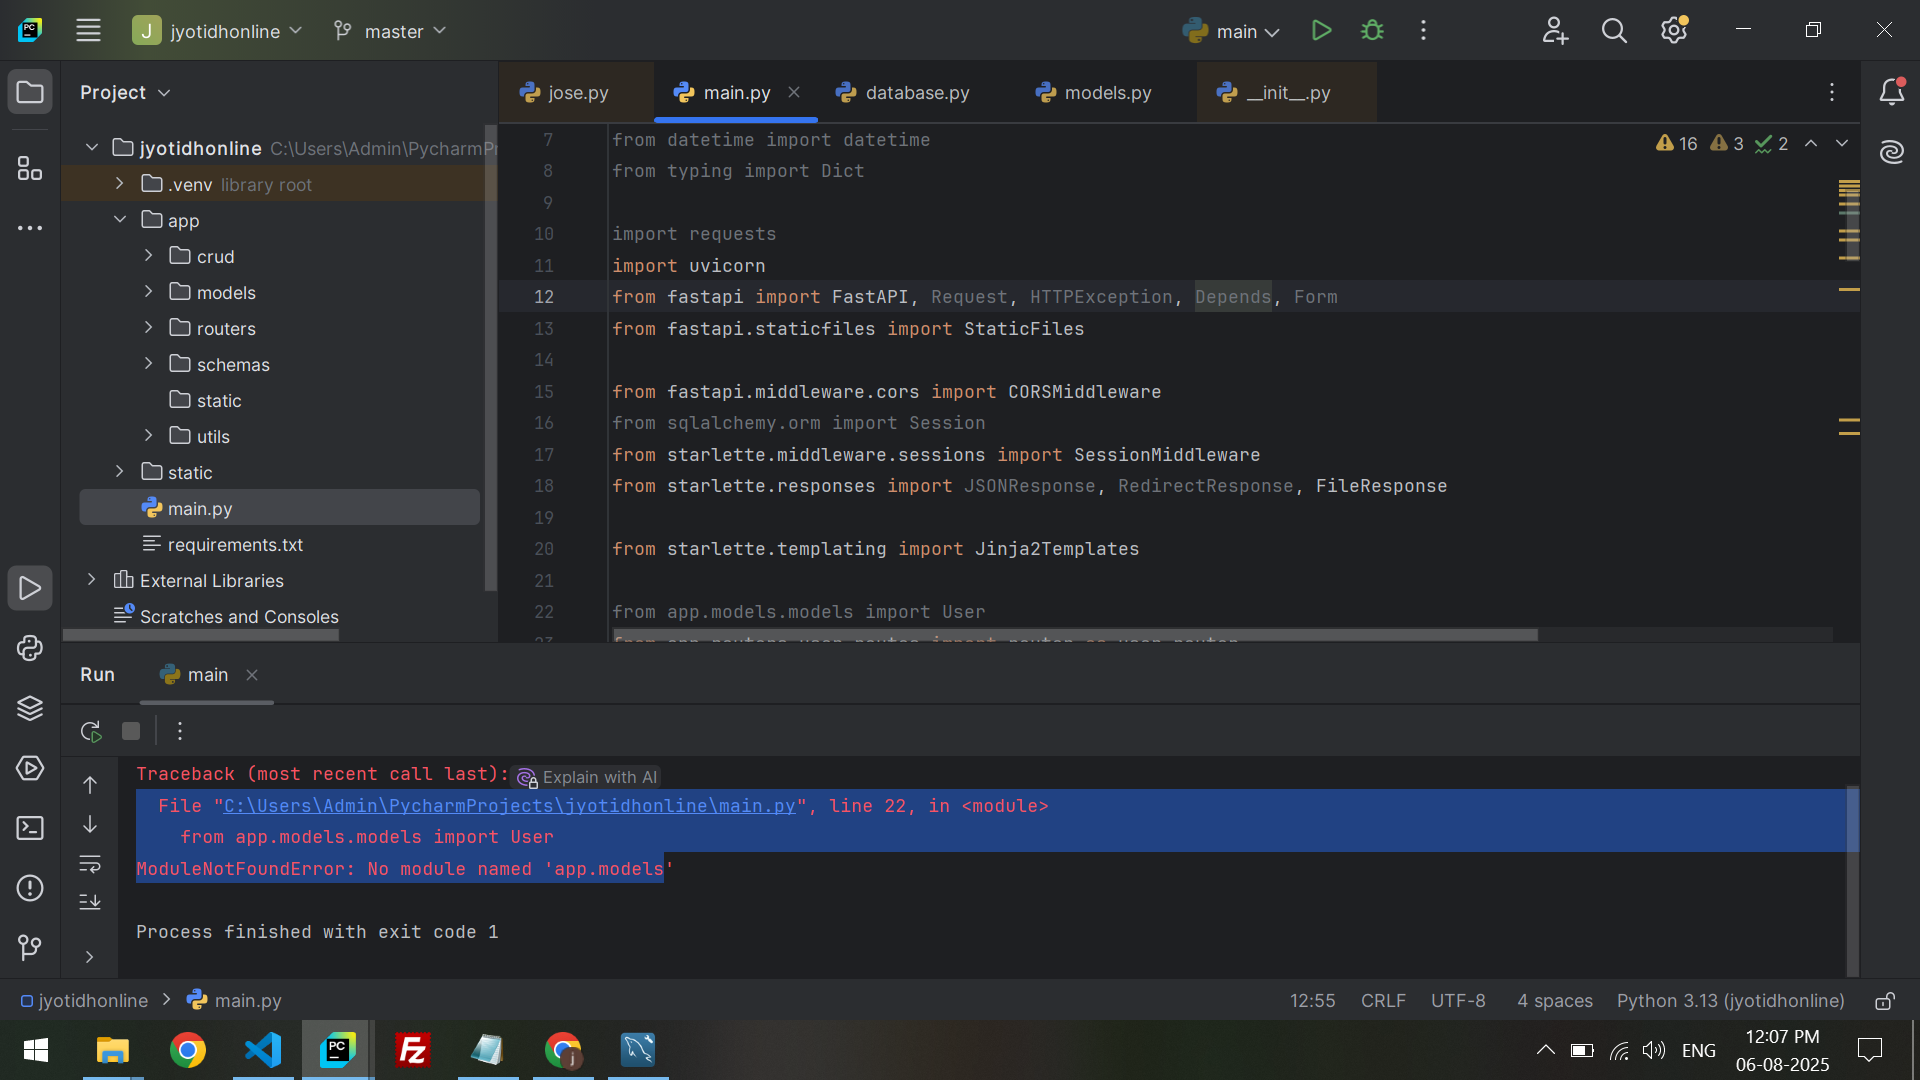 J jyotidhonline master main
Project
jose.py main.py database.py models.py __init__.py
jyotidhonline C:\Users\Admin\PycharmPr
.venv library root
app
crud
models
routers
schemas
static
utils
static
main.py
requirements.txt
External Libraries
Scratches and Consoles
16 3 2
7 from datetime import datetime
8 from typing import Dict
9
10 import requests
11 import uvicorn
12 from fastapi import FastAPI, Request, HTTPException, Depends, Form
13 from fastapi.staticfiles import StaticFiles
14
15 from fastapi.middleware.cors import CORSMiddleware
16 from sqlalchemy.orm import Session
17 from starlette.middleware.sessions import SessionMiddleware
18 from starlette.responses import JSONResponse, RedirectResponse, FileResponse
19
20 from starlette.templating import Jinja2Templates
21
22 from app.models.models import User
Run main
Traceback (most recent call last): Explain with AI
File "C:\Users\Admin\PycharmProjects\jyotidhonline\main.py", line 22, in <module>
from app.models.models import User
ModuleNotFoundError: No module named 'app.models'
Process finished with exit code 1
jyotidhonline main.py 12:55 CRLF UTF-8 4 spaces Python 3.13 (jyotidhonline)
ENG
12:07 PM
06-08-2025